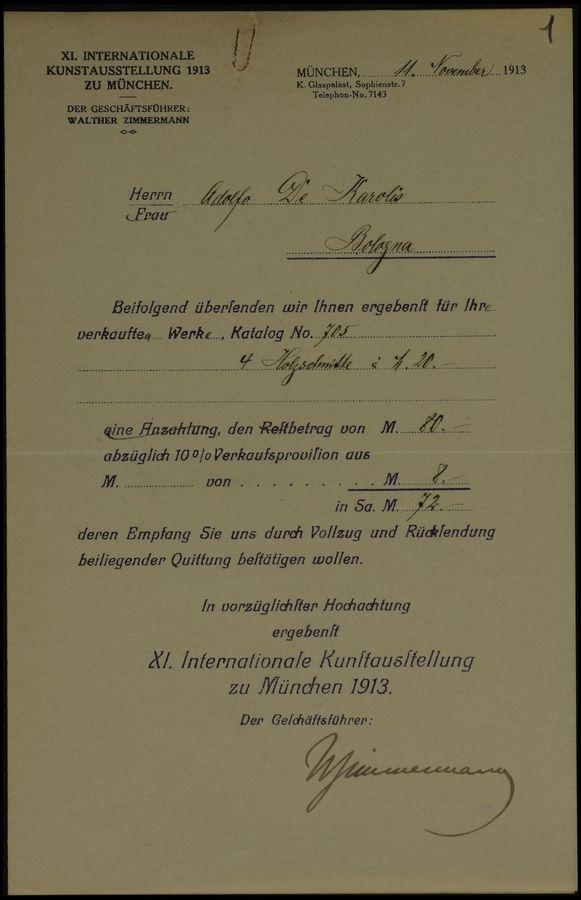 1
XI. INTERNATIONALE
KUNSTAUSSTELLUNG 1913
ZU MÜNCHEN.
DER GESCHÄFTSFÜHRER:
WALTHER ZIMMERMANN
MÜNCHEN, 11. November 1913
K. Glaspalast, Sophienstr. 7
Telephon-No. 7143
Herrn Adolfo De Karolis
Frau
Bologna
Beifolgend überſenden wir Ihnen ergebenſt für Ihre
verkauften Werke, Katalog No. 705
4 Holzschnitte à M. 20.-
eine Anzahlung, den Reſtbetrag von M. 80.-
abzüglich 10% Verkaufsproviſion aus
M. von . . . . . . . . M. 8.-
in Sa. M. 72.-
deren Empfang Sie uns durch Vollzug und Rückſendung
beiliegender Quittung beſtätigen wollen.
In vorzüglichſter Hochachtung
ergebenſt
XI. Internationale Kunſtausſtellung
zu München 1913.
Der Geſchäftsführer:
WZimmermann